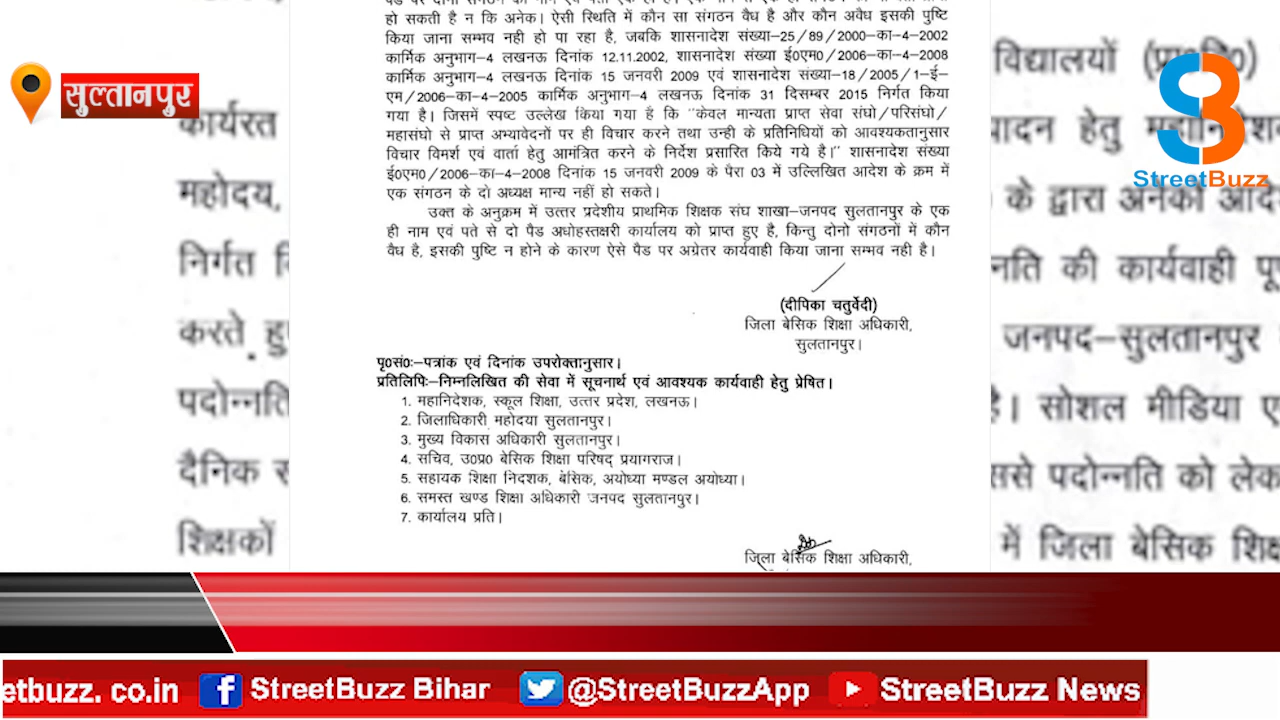 हो सकती है न कि अनेक। ऐसी स्थिति में कौन सा संगठन वैध है और कौन अवैध इसकी पुष्टि
किया जाना सम्भव नही हो पा रहा है, जबकि शासनादेश संख्या–25/89/2000–का–4–2002
कार्मिक अनुभाग–4 लखनऊ दिनांक 12.11.2002, शासनादेश संख्या ई0एम0/2006–का–4–2008
कार्मिक अनुभाग–4 लखनऊ दिनांक 15 जनवरी 2009 एवं शासनादेश संख्या–18/2005/1–ई–
एम/2006–का–4–2005 कार्मिक अनुभाग–4 लखनऊ दिनांक 31 दिसम्बर 2015 निर्गत किया
गया है। जिसमें स्पष्ट उल्लेख किया गया है कि ''केवल मान्यता प्राप्त सेवा संघो/परिसंघो/
महासंघो से प्राप्त अभ्यावेदनों पर ही विचार करने तथा उन्ही के प्रतिनिधियों को आवश्यकतानुसार
विचार विमर्श एवं वार्ता हेतु आमंत्रित करने के निर्देश प्रसारित किये गये है।'' शासनादेश संख्या
ई0एम0/2006–का–4–2008 दिनांक 15 जनवरी 2009 के पैरा 03 में उल्लिखित आदेश के क्रम में
एक संगठन के दो अध्यक्ष मान्य नहीं हो सकते।
उक्त के अनुक्रम में उत्तर प्रदेशीय प्राथमिक शिक्षक संघ शाखा–जनपद सुलतानपुर के एक
ही नाम एवं पते से दो पैड अधोहस्तक्षरी कार्यालय को प्राप्त हुए है, किन्तु दोनो संगठनों में कौन
वैध है, इसकी पुष्टि न होने के कारण ऐसे पैड पर अग्रेतर कार्यवाही किया जाना सम्भव नही है।
(दीपिका चतुर्वेदी)
जिला बेसिक शिक्षा अधिकारी,
सुलतानपुर।
पृ0सं0:–पत्रांक एवं दिनांक उपरोक्तानुसार।
प्रतिलिपिः–निम्नलिखित की सेवा में सूचनार्थ एवं आवश्यक कार्यवाही हेतु प्रेषित।
1. महानिदेशक, स्कूल शिक्षा, उत्तर प्रदेश, लखनऊ।
2. जिलाधिकारी महोदया सुलतानपुर।
3. मुख्य विकास अधिकारी सुलतानपुर।
4. सचिव, उ0प्र0 बेसिक शिक्षा परिषद् प्रयागराज।
5. सहायक शिक्षा निदशक, बेसिक, अयोध्या मण्डल अयोध्या।
6. समस्त खण्ड शिक्षा अधिकारी जनपद सुलतानपुर।
7. कार्यालय प्रति।
जिला बेसिक शिक्षा अधिकारी,
सुल्तानपुर
कार्यरत
महोदय,
निर्गत
करते हुए
पदोन्नति
दैनिक
शिक्षकों
विद्यालयों
हेतु
के द्वारा अनेको
की कार्यवाही
जनपद–सुलतानपुर
है। सोशल मीडिया
पदोन्नति को लेक
में जिला बेसिक
StreetBuzz
etbuzz. co.in
StreetBuzz Bihar
@StreetBuzzApp
StreetBuzz News